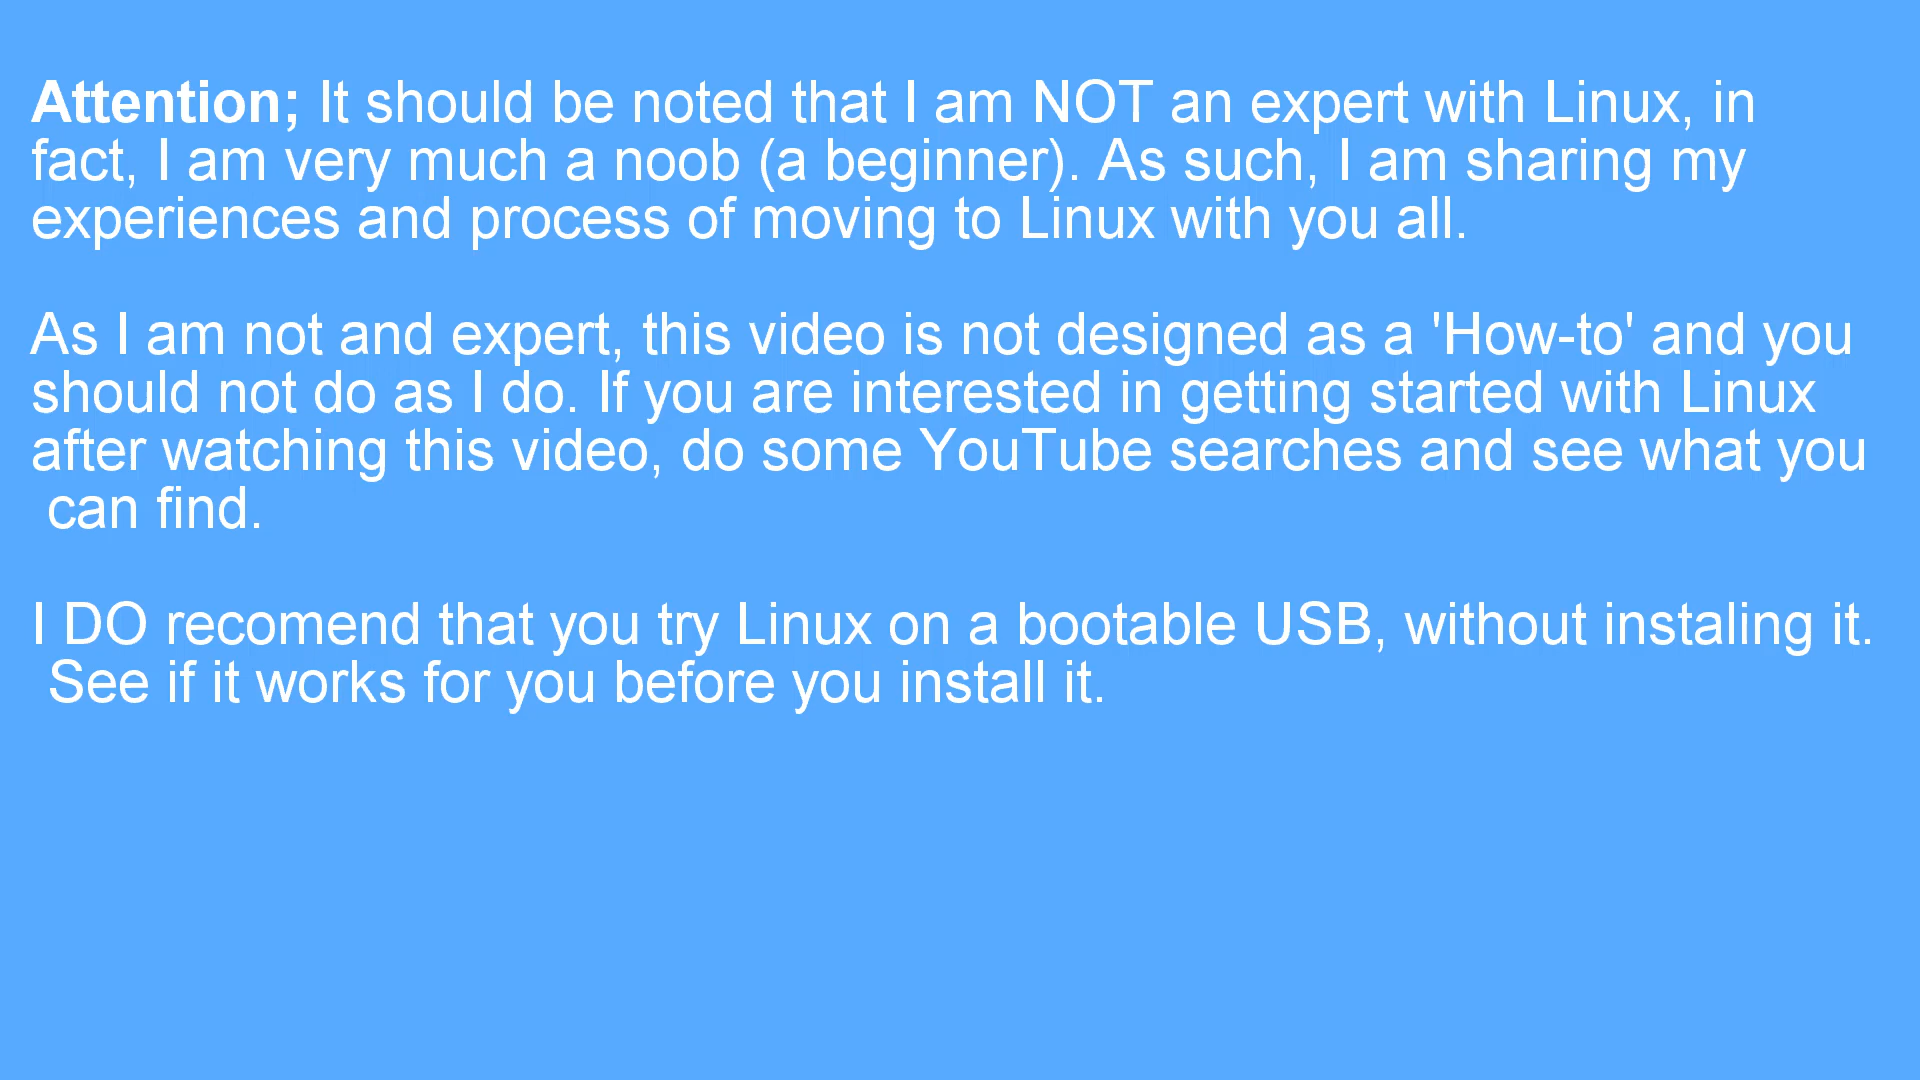 Attention; It should be noted that I am NOT an expert with Linux, in
fact, I am very much a noob (a beginner). As such, I am sharing my
experiences and process of moving to Linux with you all.
As I am not and expert, this video is not designed as a 'How-to' and you
should not do as I do. If you are interested in getting started with Linux
after watching this video, do some YouTube searches and see what you
can find.
I DO recomend that you try Linux on a bootable USB, without instaling it.
See if it works for you before you install it.